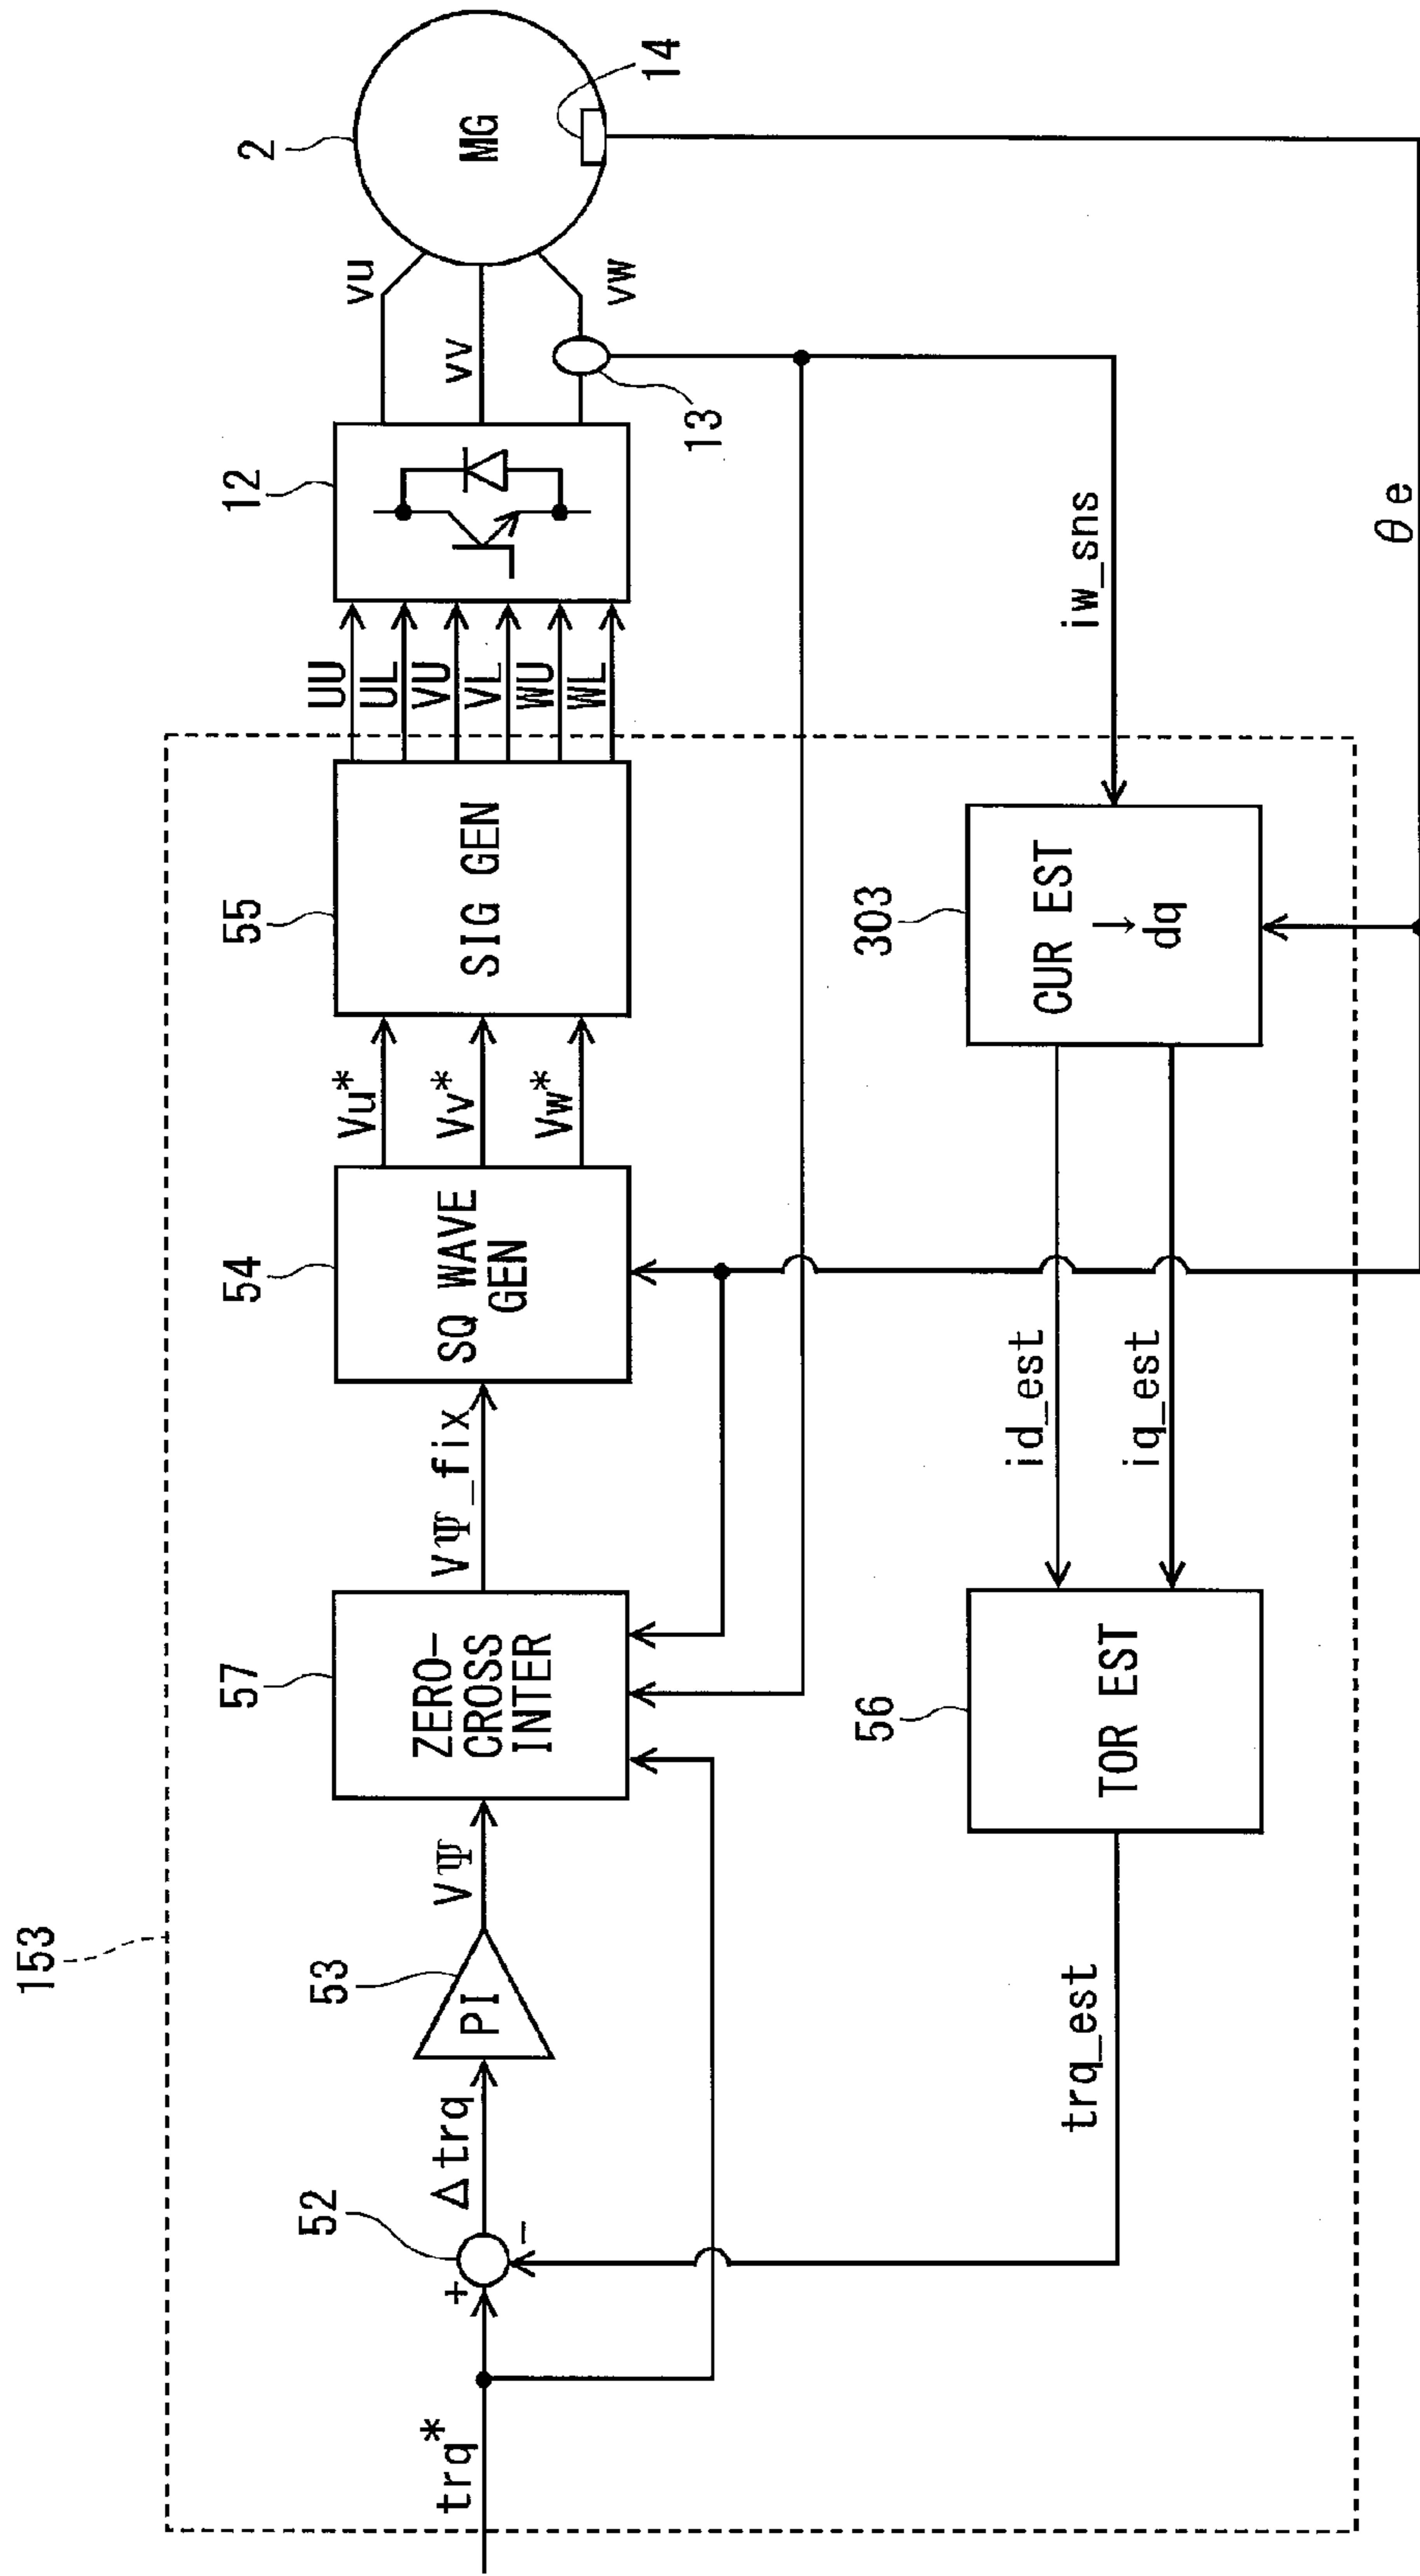 153
trq*
+
-
52
Δtrq
53
PI
VΨ
57
ZERO-
CROSS
INTER
VΨ_fix
54
SQ WAVE
GEN
Vu*
Vv*
Vw*
55
SIG GEN
UU
UL
VU
VL
WU
WL
12
vu
vv
vw
13
2
MG
14
trq_est
56
TOR EST
id_est
iq_est
303
CUR EST
→dq
iw_sns
θe